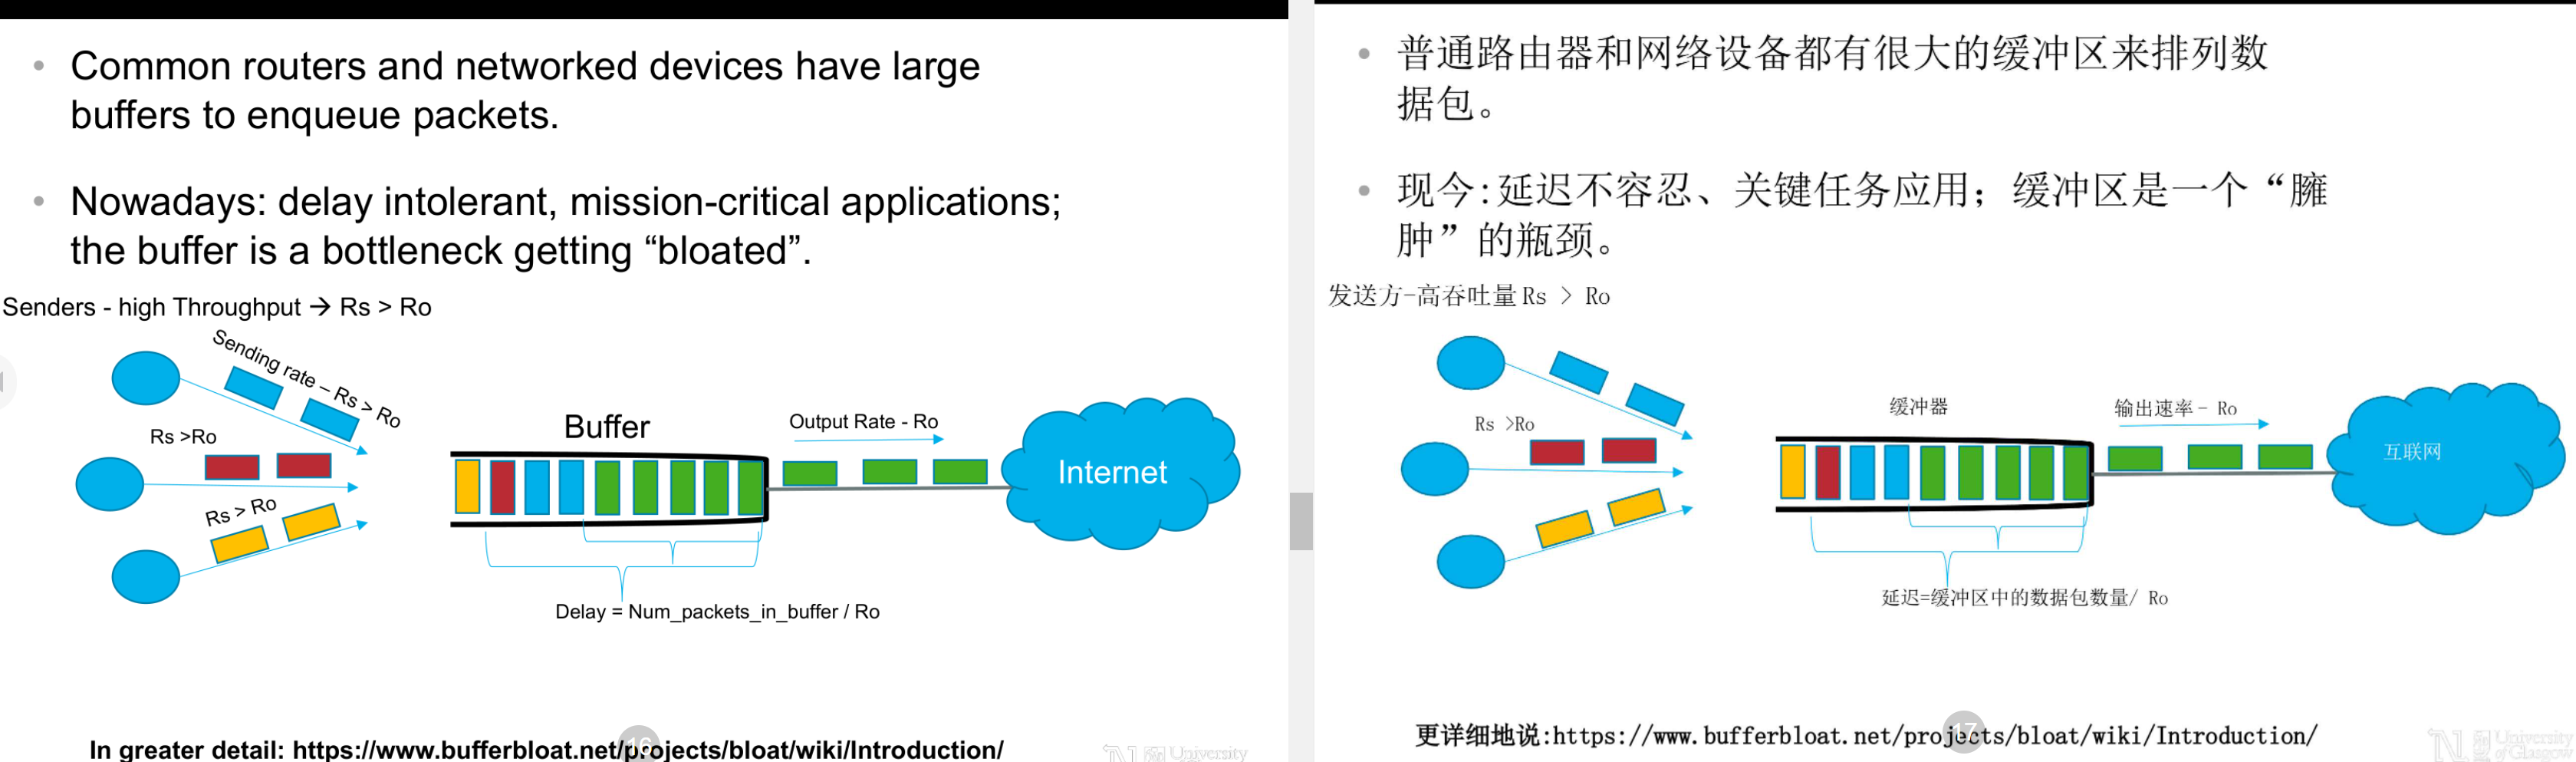 Common routers and networked devices have large
buffers to enqueue packets.
Nowadays: delay intolerant, mission-critical applications;
the buffer is a bottleneck getting “bloated”.
Senders - high Throughput → Rs > Ro
Sending rate – Rs > Ro
Rs >Ro
Rs > Ro
Buffer
Output Rate - Ro
Internet
Delay = Num_packets_in_buffer / Ro
In greater detail: https://www.bufferbloat.net/projects/bloat/wiki/Introduction/
16
University
普通路由器和网络设备都有很大的缓冲区来排列数
据包。
现今:延迟不容忍、关键任务应用；缓冲区是一个“臃
肿”的瓶颈。
发送方-高吞吐量 Rs > Ro
Rs >Ro
缓冲器
输出速率- Ro
互联网
延迟=缓冲区中的数据包数量/ Ro
更详细地说:https://www.bufferbloat.net/projects/bloat/wiki/Introduction/
17
University
of Glasgow